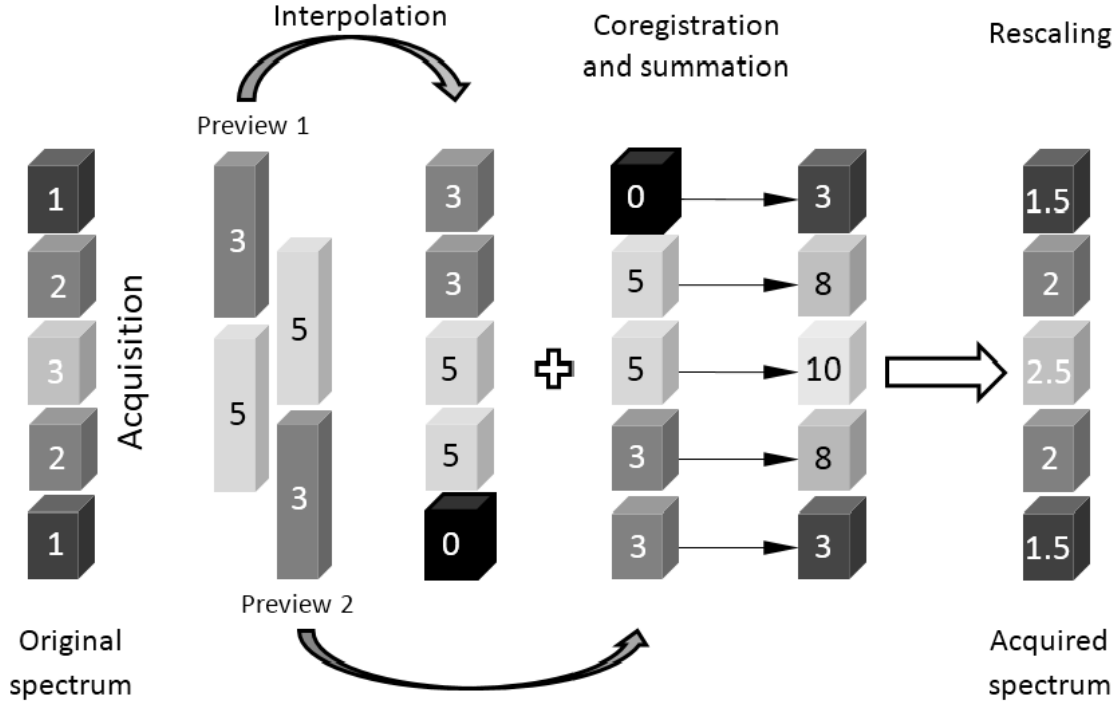 Interpolation
Coregistration
and summation
Rescaling
Preview 1
1
2
3
2
1
Acquisition
3
5
5
3
3
3
5
5
0
0
5
5
3
3
3
8
10
8
3
1.5
2
2.5
2
1.5
Preview 2
Original
spectrum
Acquired
spectrum